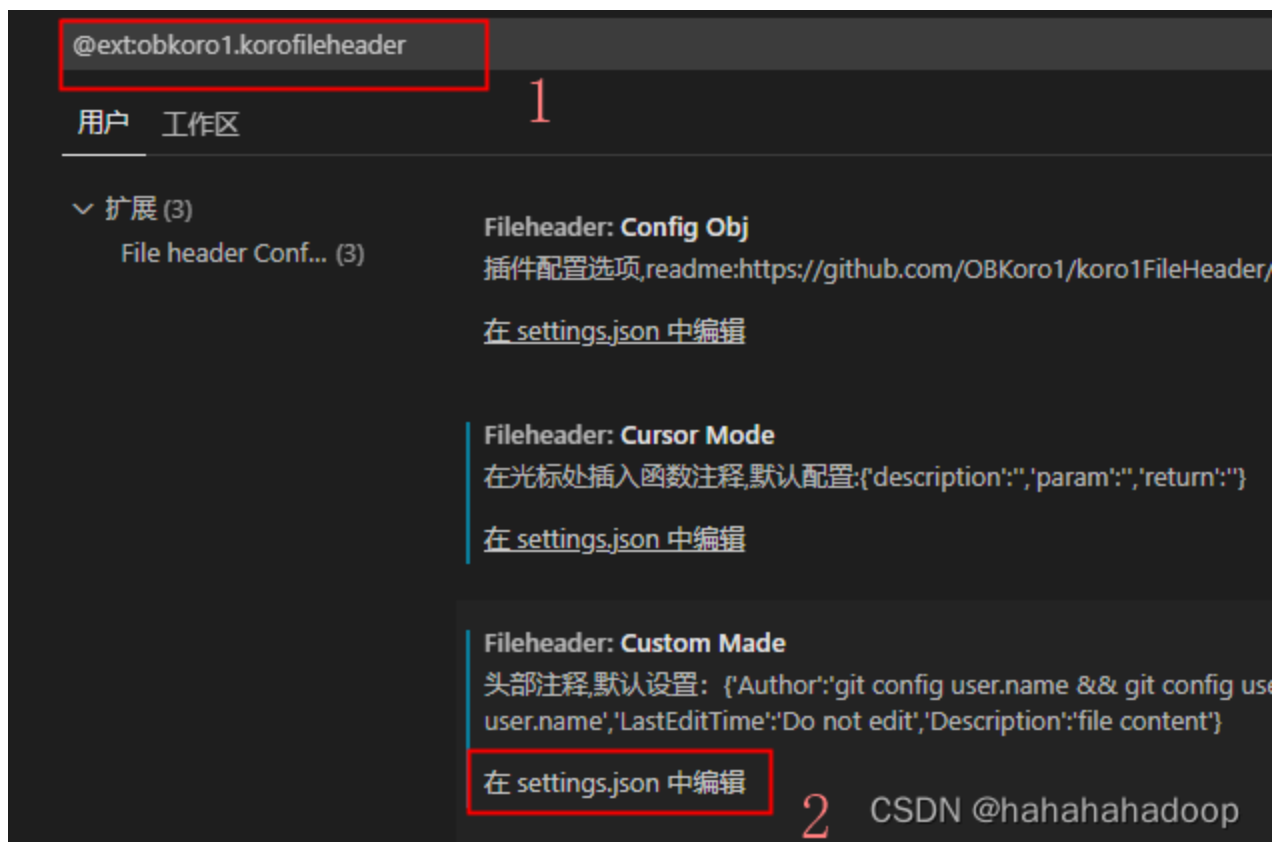 @ext:obkoro1.korofileheader
1
用户 工作区
扩展 (3)
File header Conf... (3)
Fileheader: Config Obj
插件配置选项,readme:https://github.com/OBKoro1/koro1FileHeader/
在 settings.json 中编辑
Fileheader: Cursor Mode
在光标处插入函数注释,默认配置:{'description':'','param':'','return':''}
在 settings.json 中编辑
Fileheader: Custom Made
头部注释,默认设置：{'Author':'git config user.name && git config use
user.name','LastEditTime':'Do not edit','Description':'file content'}
在 settings.json 中编辑
2
CSDN @hahahahadoop